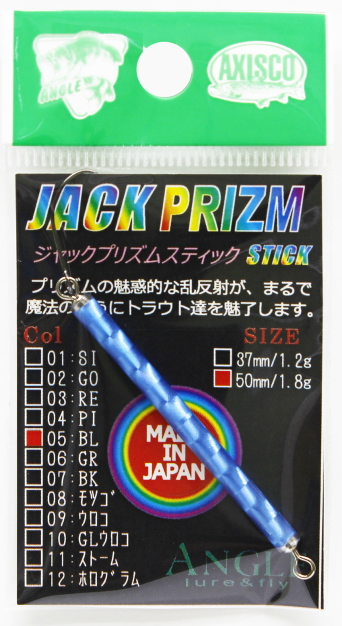 ANGLE
AXISCO
JACK PRIZM
ジャックプリズムスティック STICK
プリズムの魅惑的な乱反射が、まるで
魔法のようにトラウト達を魅了します。
Col
SIZE
01:SI
37mm/1.2g
02:GO
50mm/1.8g
03:RE
04:PI
05:BL
06:GR
07:BK
08:モツゴ
09:ウロコ
10:GLウロコ
11:ストーム
12:ホログラム
MADE
IN
JAPAN
ANGLE
lure&fly